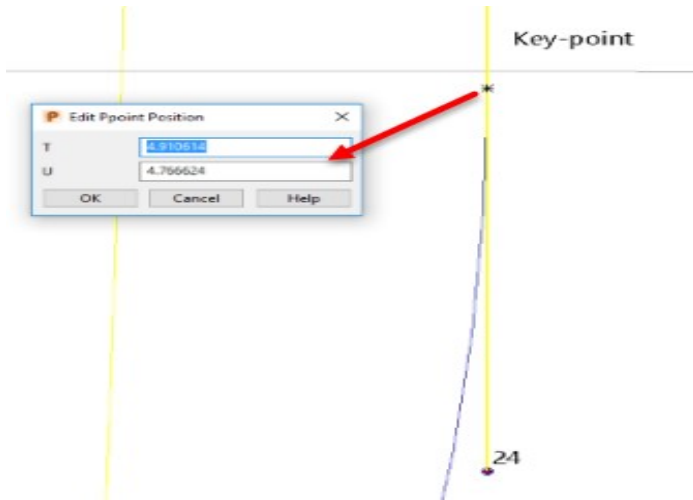 Key-point
Edit Ppoint Position
T 4.910614
U 4.766624
OK Cancel Help
24